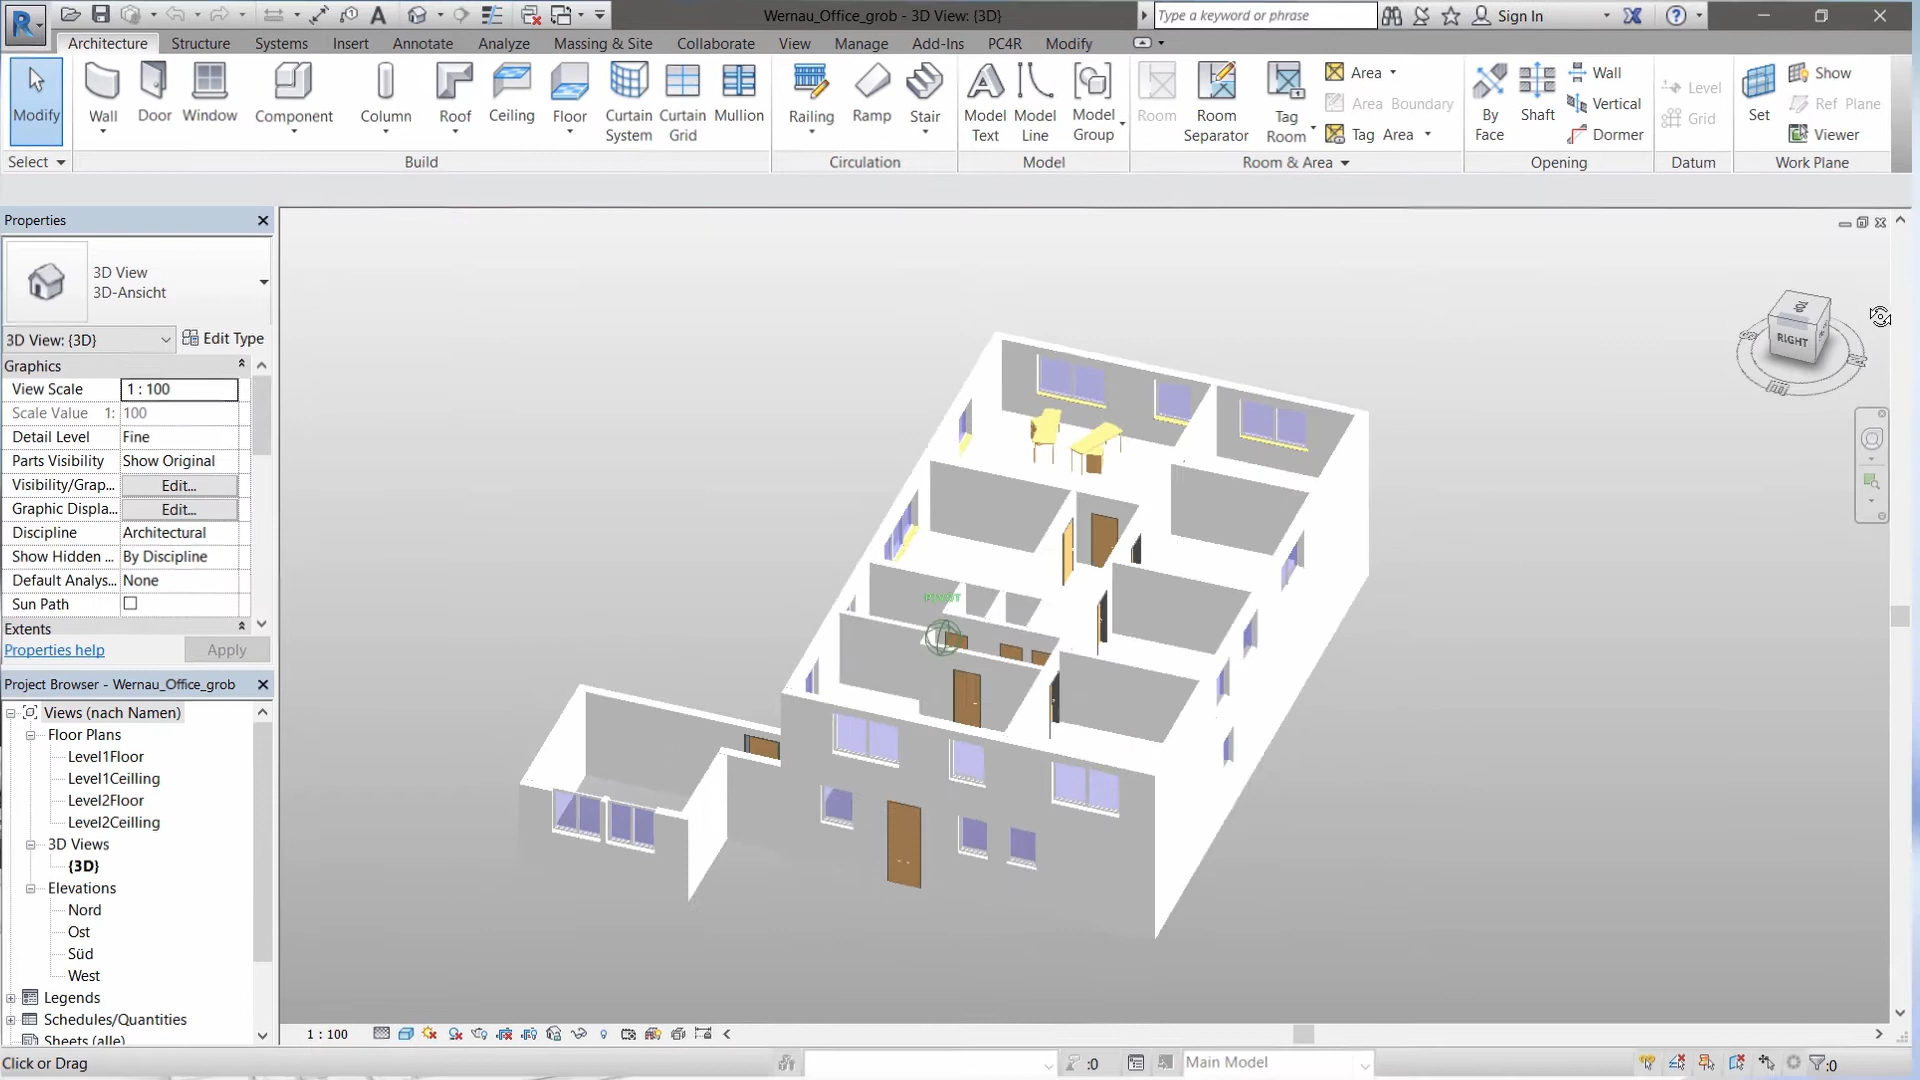 Wernau_Office_grob - 3D View: {3D}
Type a keyword or phrase
Sign In
Architecture
Structure
Systems
Insert
Annotate
Analyze
Massing & Site
Collaborate
View
Manage
Add-Ins
PC4R
Modify
Modify
Wall
Door
Window
Component
Column
Roof
Ceiling
Floor
Curtain System
Curtain Grid
Mullion
Railing
Ramp
Stair
Model Text
Model Line
Model Group
Room
Room Separator
Tag Room
Area
Area Boundary
Tag Area
By Face
Shaft
Wall
Vertical
Dormer
Level
Grid
Set
Show
Ref Plane
Viewer
Select
Build
Circulation
Model
Room & Area
Opening
Datum
Work Plane
Properties
3D View
3D-Ansicht
3D View: {3D}
Edit Type
Graphics
View Scale
1 : 100
Scale Value 1:
100
Detail Level
Fine
Parts Visibility
Show Original
Visibility/Grap...
Edit...
Graphic Displa...
Edit...
Discipline
Architectural
Show Hidden ...
By Discipline
Default Analys...
None
Sun Path
Extents
Properties help
Apply
Project Browser - Wernau_Office_grob
Views (nach Namen)
Floor Plans
Level1Floor
Level1Ceilling
Level2Floor
Level2Ceilling
3D Views
{3D}
Elevations
Nord
Ost
Süd
West
Legends
Schedules/Quantities
Sheets (alle)
PIVOT
RIGHT
1 : 100
Click or Drag
:0
Main Model
:0